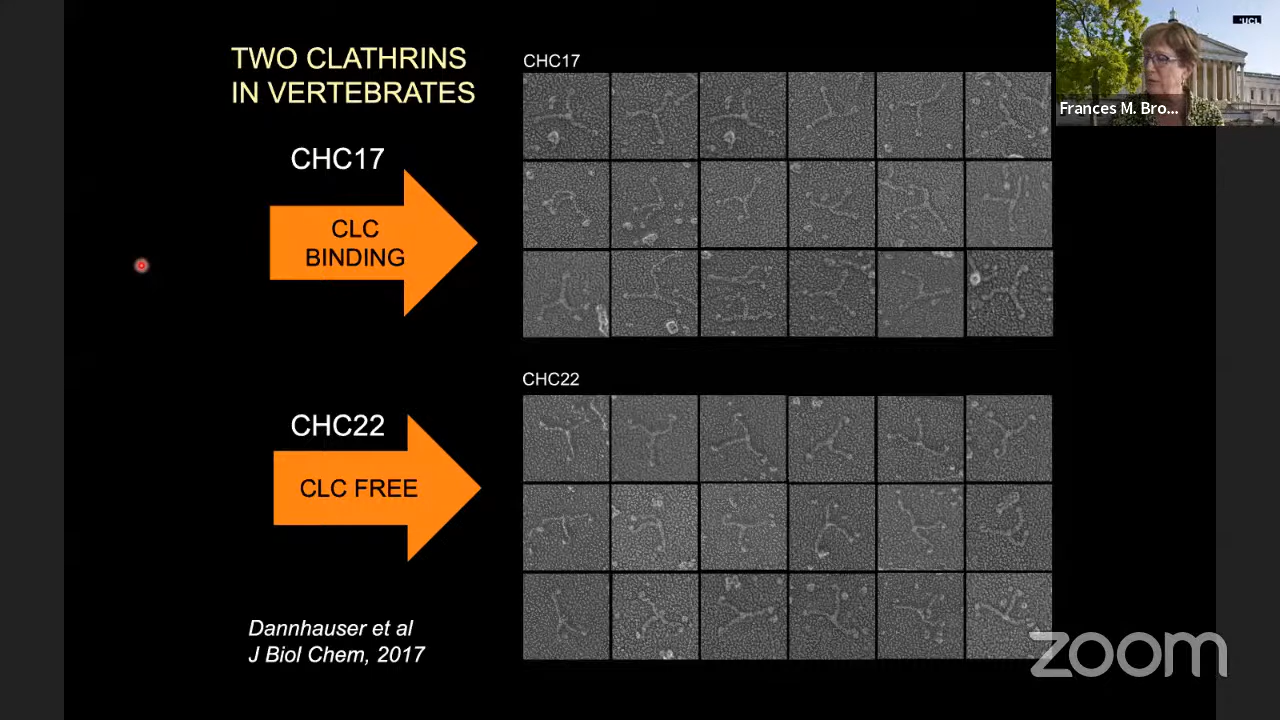 TWO CLATHRINS
IN VERTEBRATES
CHC17
CLC
BINDING
CHC17
CHC22
CLC FREE
CHC22
Dannhauser et al
J Biol Chem, 2017
UCL
Frances M. Bro...
zoom